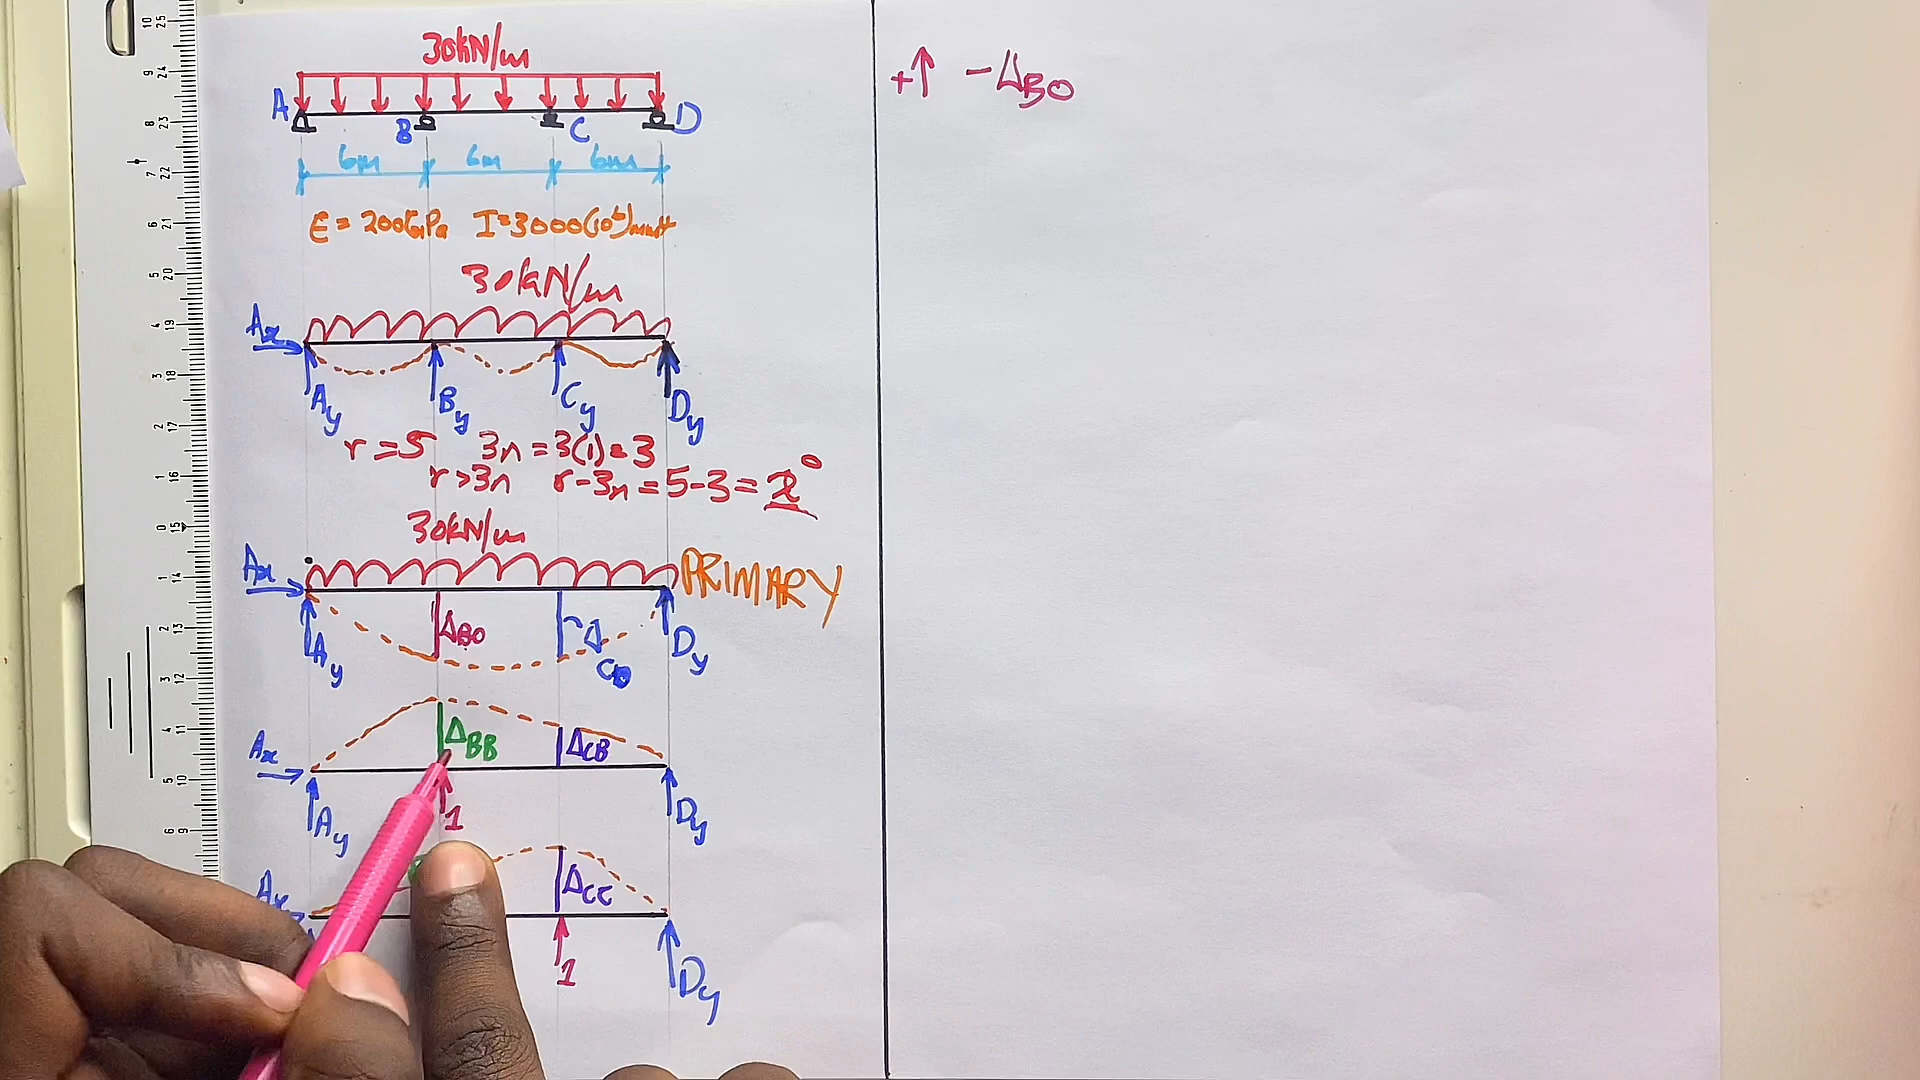 30kN/m
A B C D
6m 6m 6m
E = 200GPa I=3000(10⁶)mm⁴
30kN/m
Ax
Ay By Cy Dy
r = 5 3n = 3(1) = 3
r > 3n r - 3n = 5 - 3 = 2°
30kN/m
Ax PRIMARY
ΔBO ΔCO
Ay Dy
ΔBB ΔCB
Ax
Ay 1 Dy
ΔCC
Ax
1 Dy
+↑ -ΔBO